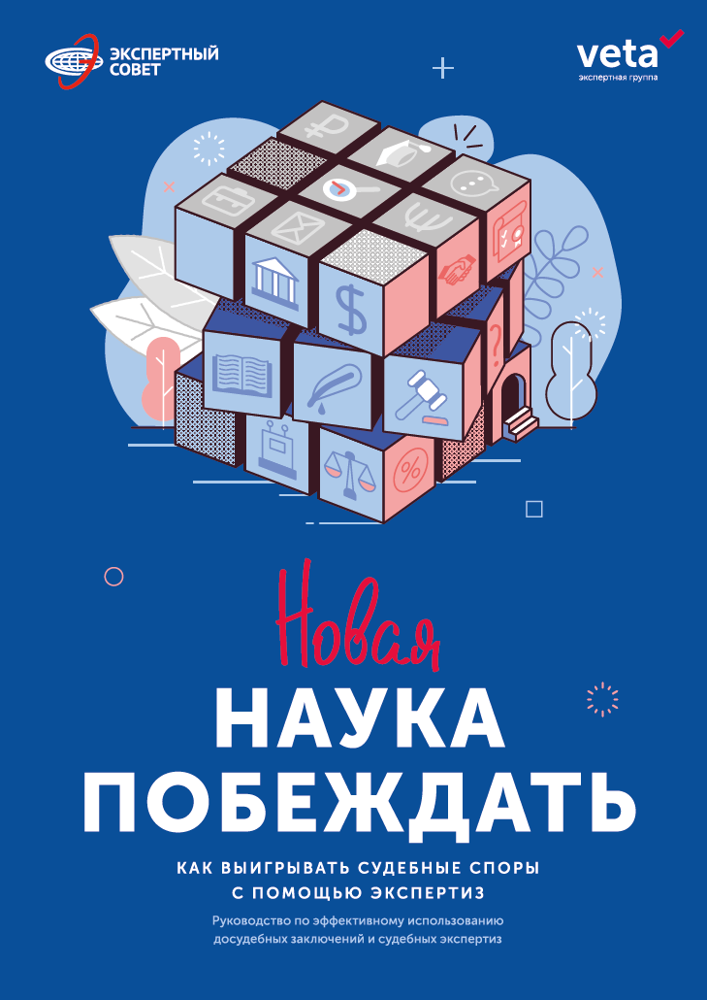 ЭКСПЕРТНЫЙ
СОВЕТ
veta
экспертная группа
Новая
НАУКА
ПОБЕЖДАТЬ
КАК ВЫИГРЫВАТЬ СУДЕБНЫЕ СПОРЫ
С ПОМОЩЬЮ ЭКСПЕРТИЗ
Руководство по эффективному использованию
досудебных заключений и судебных экспертиз